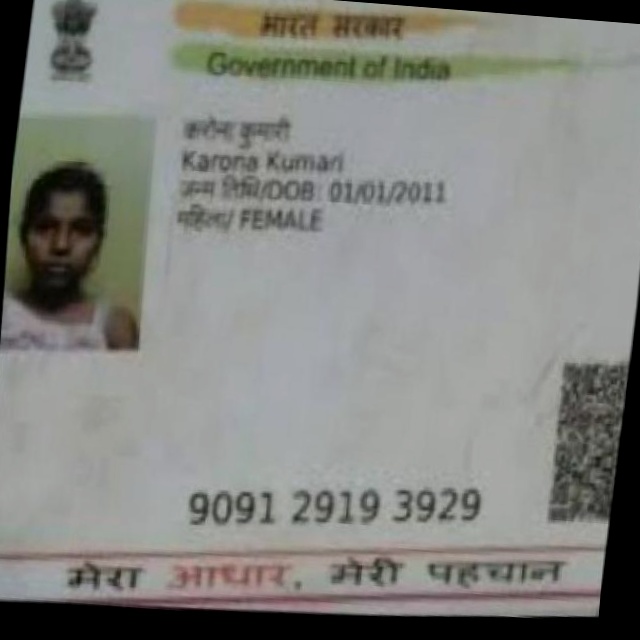 भारत सरकार
Government of India
करोना कुमारी
Karona Kumari
जन्म तिथि/DOB: 01/01/2011
महिला/ FEMALE
9091 2919 3929
मेरा आधार, मेरी पहचान